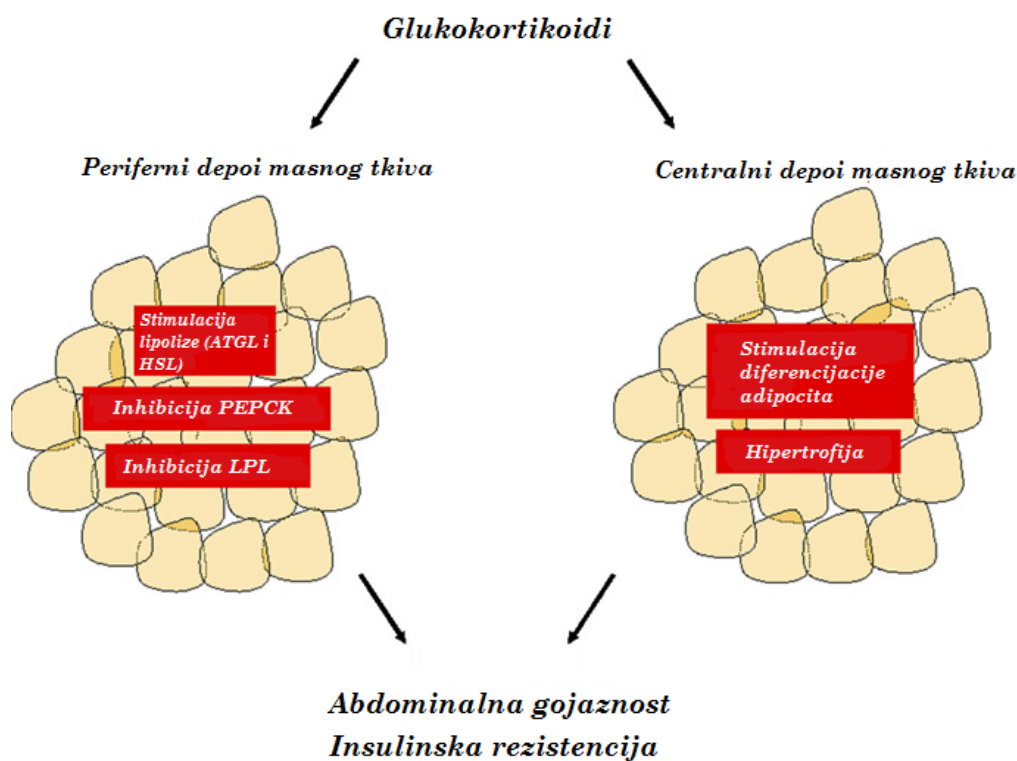 Glukokortikoidi
Periferni depoi masnog tkiva
Centralni depoi masnog tkiva
Stimulacija
lipolize (ATGL i
HSL)
Inhibicija PEPCK
Inhibicija LPL
Stimulacija
diferencijacije
adipocita
Hipertrofija
Abdominalna gojaznost
Insulinska rezistencija